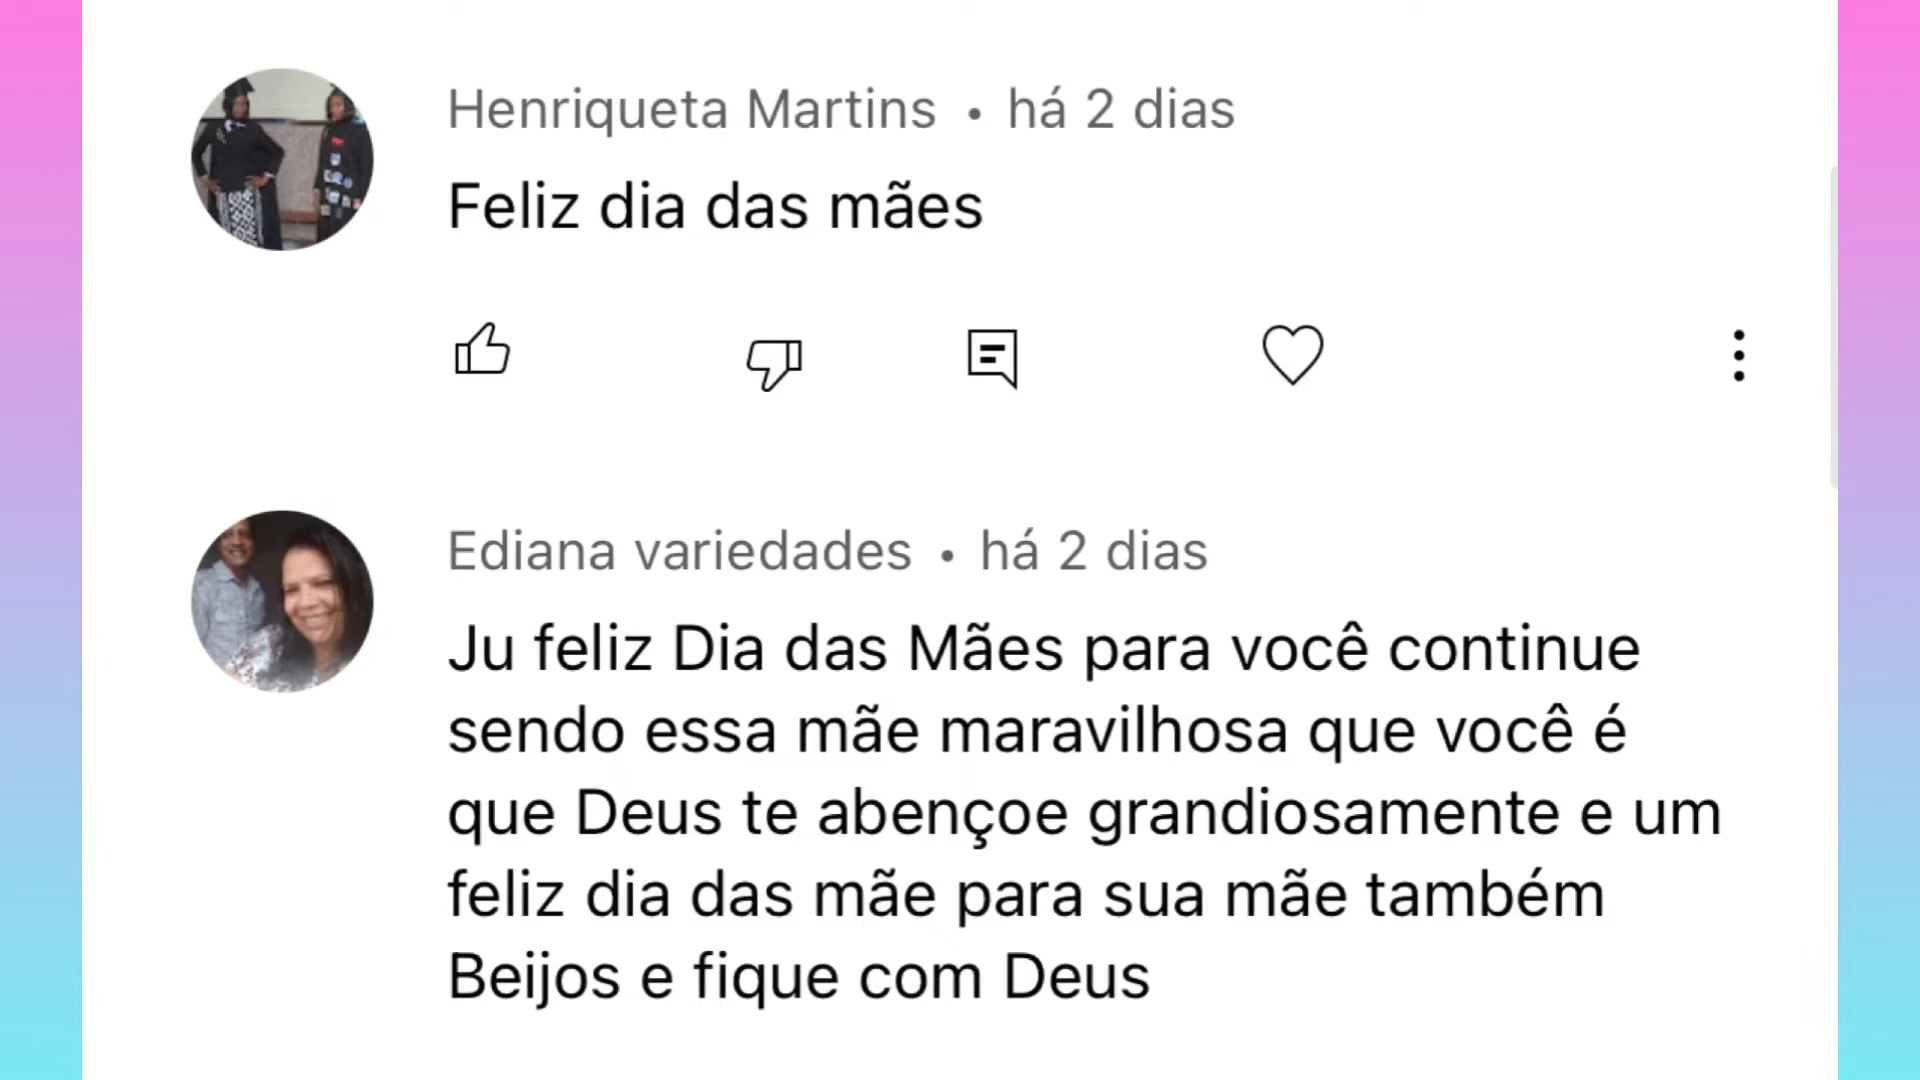 Henriqueta Martins • há 2 dias
Feliz dia das mães
Ediana variedades • há 2 dias
Ju feliz Dia das Mães para você continue
sendo essa mãe maravilhosa que você é
que Deus te abençoe grandiosamente e um
feliz dia das mãe para sua mãe também
Beijos e fique com Deus